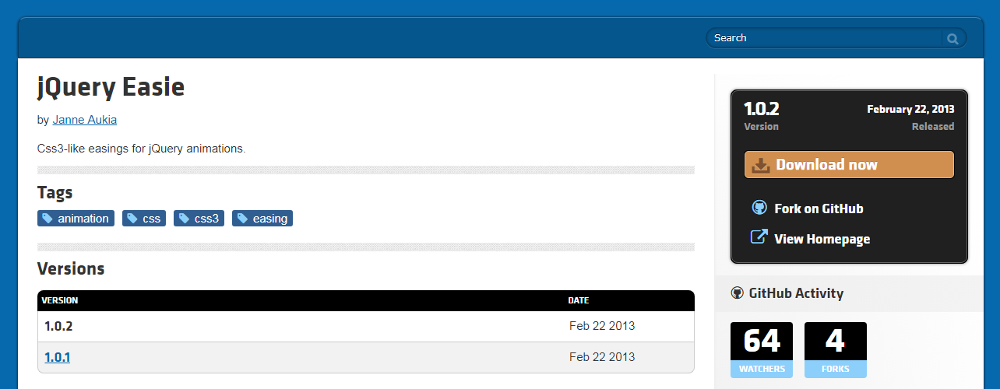 Search
jQuery Easie
by Janne Aukia
Css3-like easings for jQuery animations.
Tags
animation css css3 easing
Versions
VERSION DATE
1.0.2 Feb 22 2013
1.0.1 Feb 22 2013
1.0.2 February 22, 2013
Version Released
Download now
Fork on GitHub
View Homepage
GitHub Activity
64 4
WATCHERS FORKS